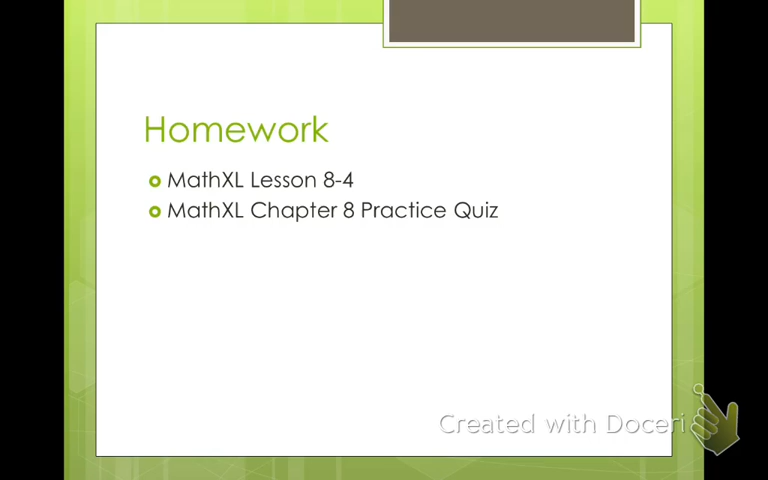 Homework
MathXL Lesson 8-4
MathXL Chapter 8 Practice Quiz
Created with Doceri